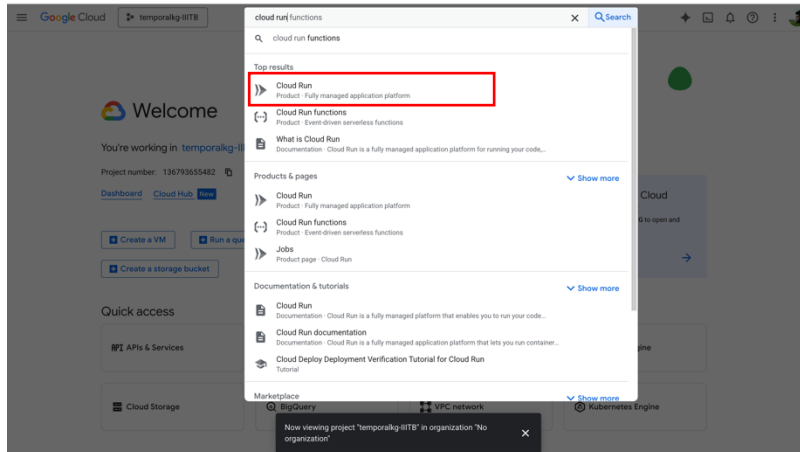 Google Cloud
temporalkg-IIITB
cloud run functions
Search
cloud run functions
Top results
Cloud Run
Product · Fully managed application platform
Cloud Run functions
Product · Event-driven serverless functions
What is Cloud Run
Documentation · Cloud Run is a fully managed application platform for running your code,...
Products & pages
Show more
Cloud Run
Product · Fully managed application platform
Cloud Run functions
Product · Event-driven serverless functions
Jobs
Product page · Cloud Run
Documentation & tutorials
Show more
Cloud Run
Documentation · Cloud Run is a fully managed platform that enables you to run your code...
Cloud Run documentation
Documentation · Cloud Run is a fully managed application platform that lets you run container...
Cloud Deploy Deployment Verification Tutorial for Cloud Run
Tutorial
Marketplace
Show more
Welcome
You're working in temporalkg-III
Project number: 136793655482
Dashboard Cloud Hub New
Create a VM
Run a que
Create a storage bucket
Cloud
to open and
Quick access
API APIs & Services
gine
Cloud Storage
BigQuery
VPC network
Kubernetes Engine
Now viewing project "temporalkg-IIITB" in organization "No
organization"